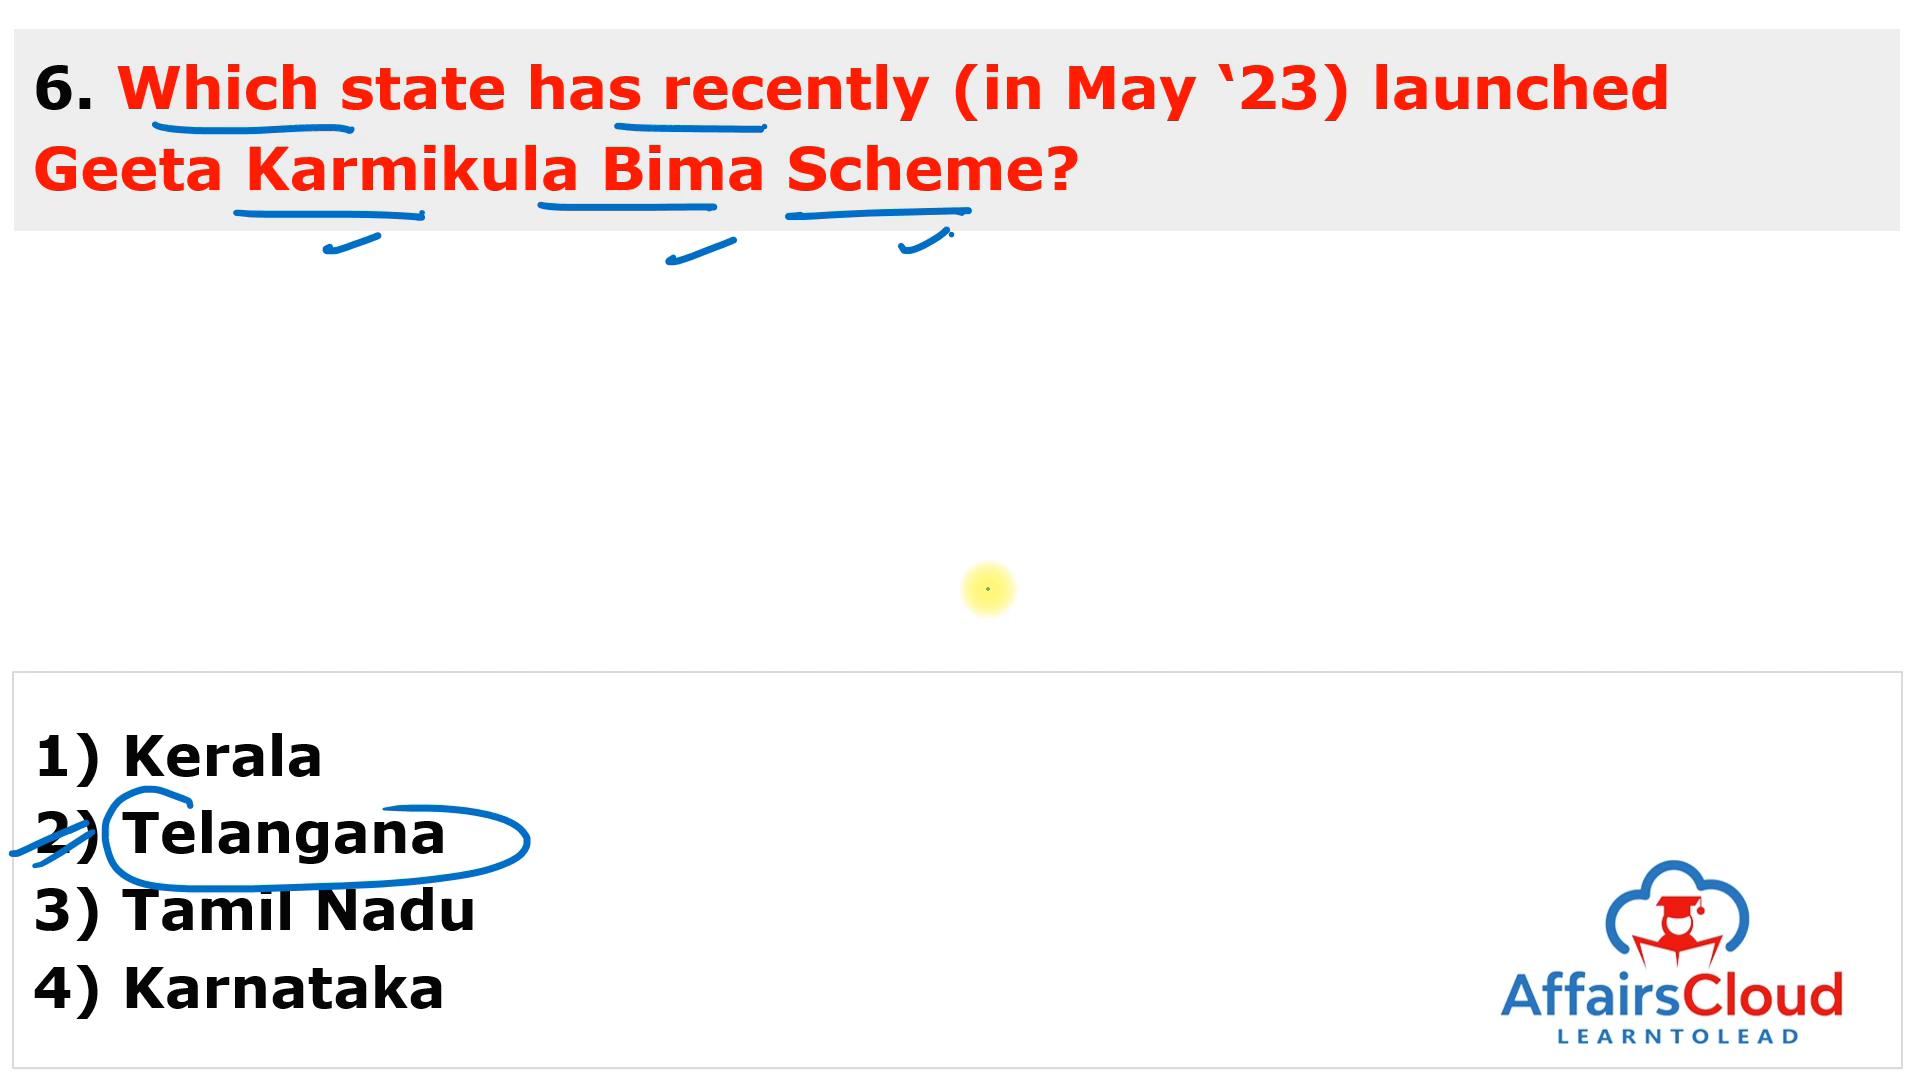 6. Which state has recently (in May ‛23) launched
Geeta Karmikula Bima Scheme?
1) Kerala
2) Telangana
3) Tamil Nadu
4) Karnataka
AffairsCloud
LEARNTOLEAD